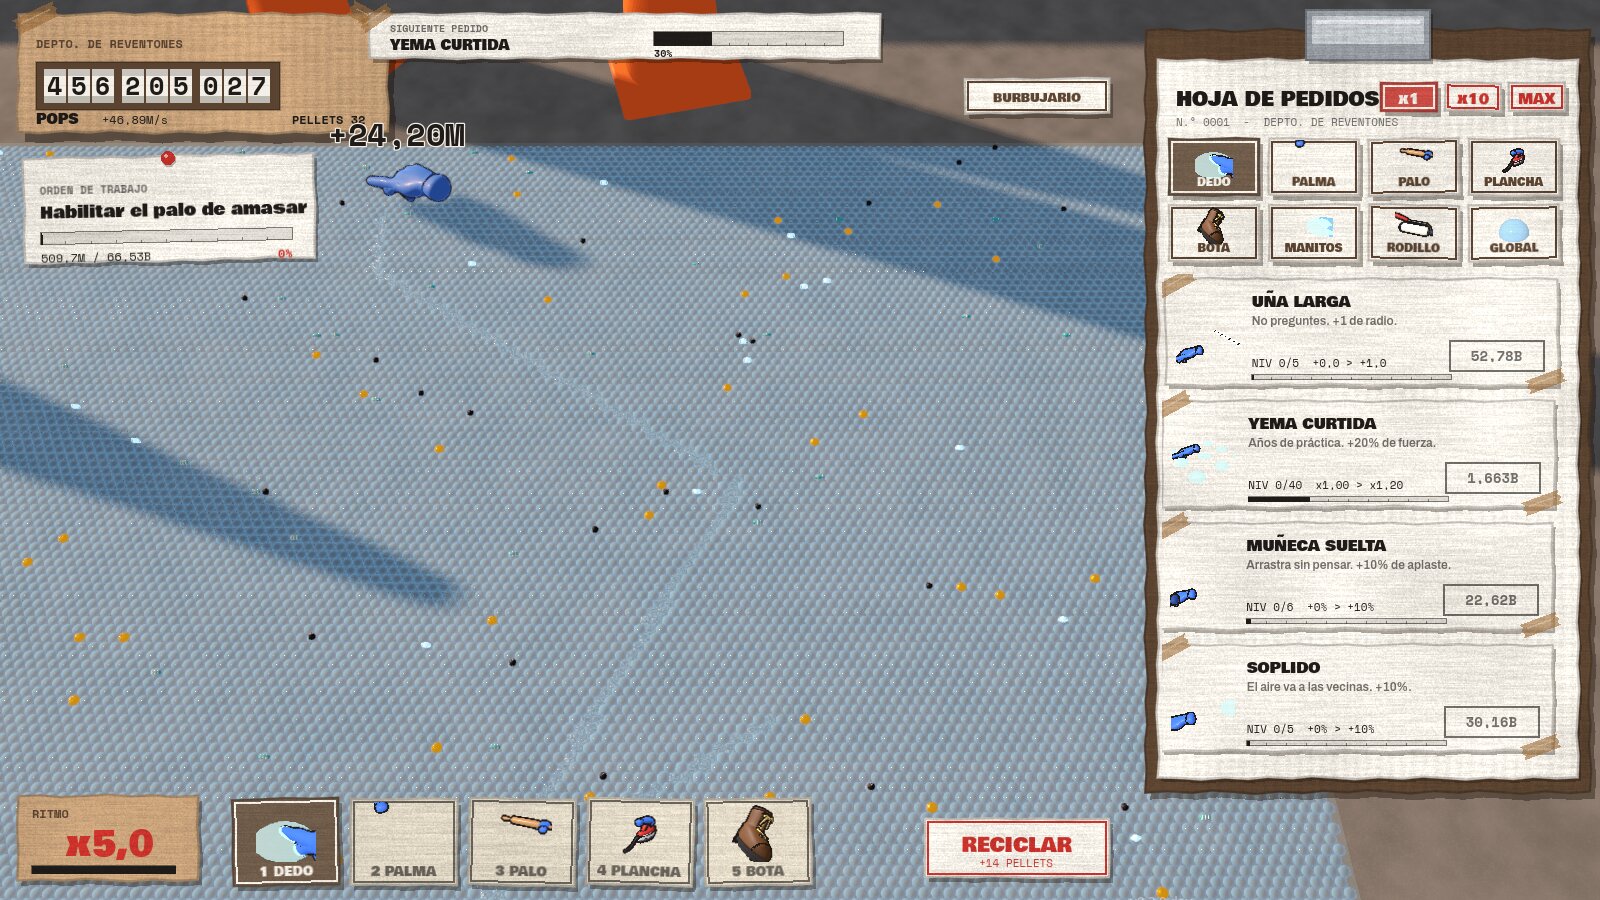 DEPTO. DE REVENTONES
456 205 027
POPS +46,89M/s PELLETS 32
+24,20M
SIGUIENTE PEDIDO
YEMA CURTIDA
30%
BURBUJARIO
ORDEN DE TRABAJO
Habilitar el palo de amasar
509,7M / 66,53B 0%
HOJA DE PEDIDOS x1 x10 MAX
N.° 0001 - DEPTO. DE REVENTONES
DEDO PALMA PALO PLANCHA
BOTA MANITOS RODILLO GLOBAL
UÑA LARGA
No preguntes. +1 de radio.
NIV 0/5 +0,0 > +1,0
52,78B
YEMA CURTIDA
Años de práctica. +20% de fuerza.
NIV 0/40 x1,00 > x1,20
1,663B
MUÑECA SUELTA
Arrastra sin pensar. +10% de aplaste.
NIV 0/6 +0% > +10%
22,62B
SOPLIDO
El aire va a las vecinas. +10%.
NIV 0/5 +0% > +10%
30,16B
RITMO
x5,0
1 DEDO
2 PALMA
3 PALO
4 PLANCHA
5 BOTA
RECICLAR
+14 PELLETS